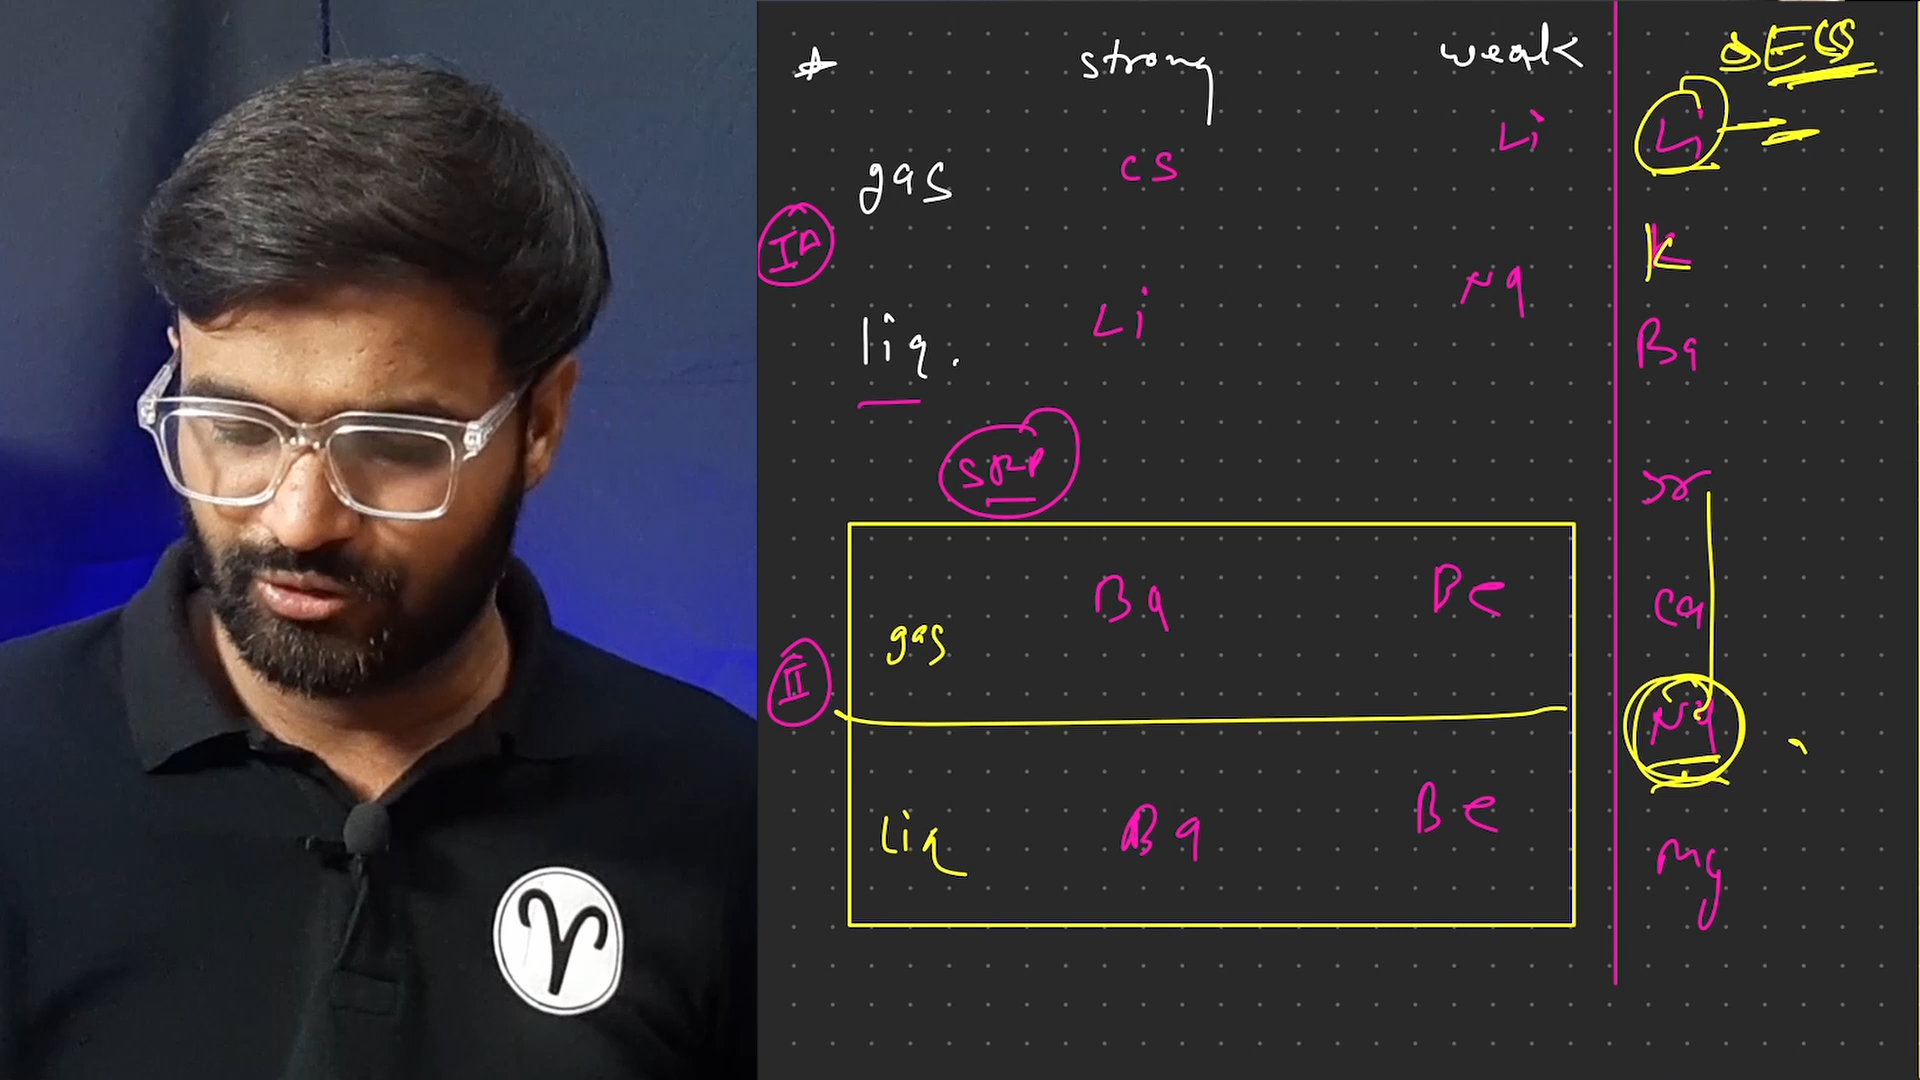 strong weak
gas Cs Li
IA
liq. Li Na
SRP
gas Ba Be
II
Liq Ba Be
ECS
Li
K
Ba
Sr
Ca
Na
Mg